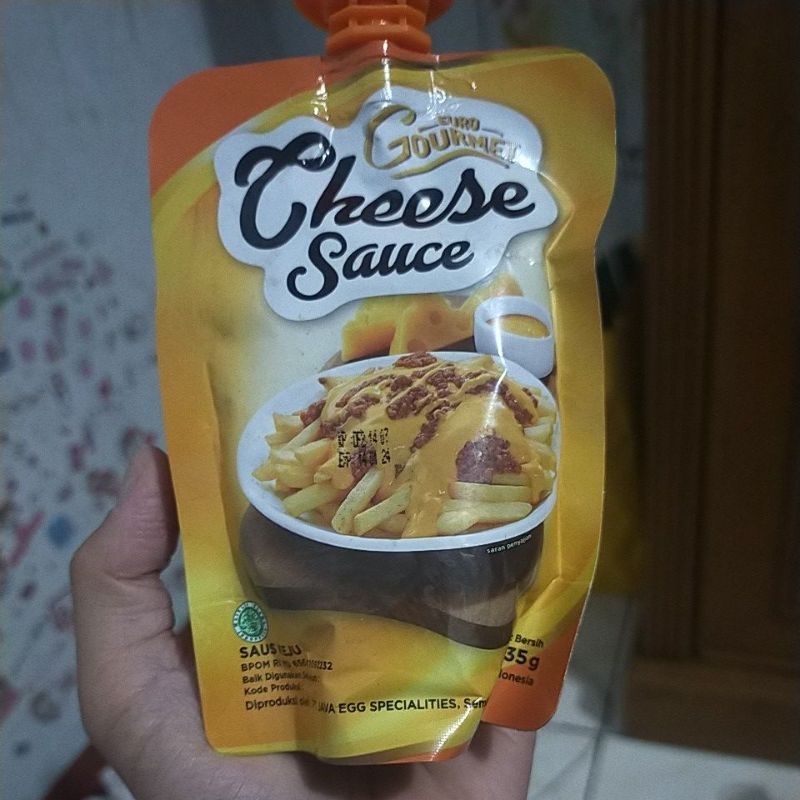 EURO
GOURMET
Cheese
Sauce
saran penyajian
SAUS KEJU
BPOM RI
Baik Digunakan
Kode Produksi:
Diproduksi JAVA EGG SPECIALITIES,
Bersih
35g